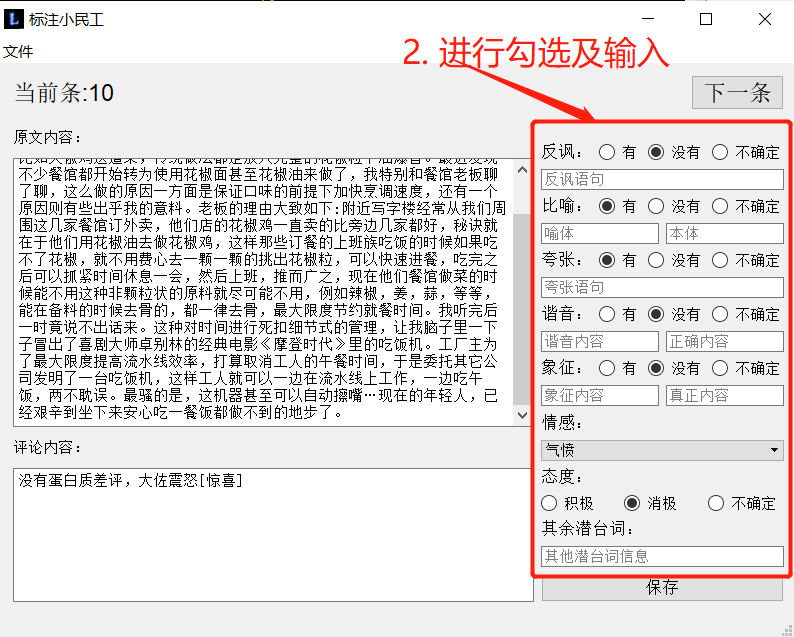 标注小民工
文件
2. 进行勾选及输入
当前条:10
下一条
原文内容:
比如炎椒鸡这道菜，传统做法都是放入完整的花椒粒下油爆香。最近发现
不少餐馆都开始转为使用花椒面甚至花椒油来做了，我特别和餐馆老板聊
了聊，这么做的原因一方面是保证口味的前提下加快烹调速度，还有一个
原因则有些出乎我的意料。老板的理由大致如下:附近写字楼经常从我们周
围这几家餐馆订外卖，他们店的花椒鸡一直卖的比旁边几家都好，秘诀就
在于他们用花椒油去做花椒鸡，这样那些订餐的上班族吃饭的时候如果吃
不了花椒，就不用费心去一颗一颗的挑出花椒粒，可以快速进餐，吃完之
后可以抓紧时间休息一会，然后上班，推而广之，现在他们餐馆做菜的时
候能不用这种非颗粒状的原料就尽可能不用，例如辣椒，姜，蒜，等等，
能在备料的时候去骨的，都一律去骨，最大限度节约就餐时间。我听完后
一时竟说不出话来。这种对时间进行死扣细节式的管理，让我脑子里一下
子冒出了喜剧大师卓别林的经典电影《摩登时代》里的吃饭机。工厂主为
了最大限度提高流水线效率，打算取消工人的午餐时间，于是委托其它公
司发明了一台吃饭机，这样工人就可以一边在流水线上工作，一边吃午
饭，两不耽误。最骚的是，这机器甚至可以自动擦嘴…现在的年轻人，已
经艰辛到坐下来安心吃一餐饭都做不到的地步了。
评论内容:
没有蛋白质差评，大佐震怒[惊喜]
反讽: 有 没有 不确定
反讽语句
比喻: 有 没有 不确定
喻体 本体
夸张: 有 没有 不确定
夸张语句
谐音: 有 没有 不确定
谐音内容 正确内容
象征: 有 没有 不确定
象征内容 真正内容
情感:
气愤
态度:
积极 消极 不确定
其余潜台词:
其他潜台词信息
保存